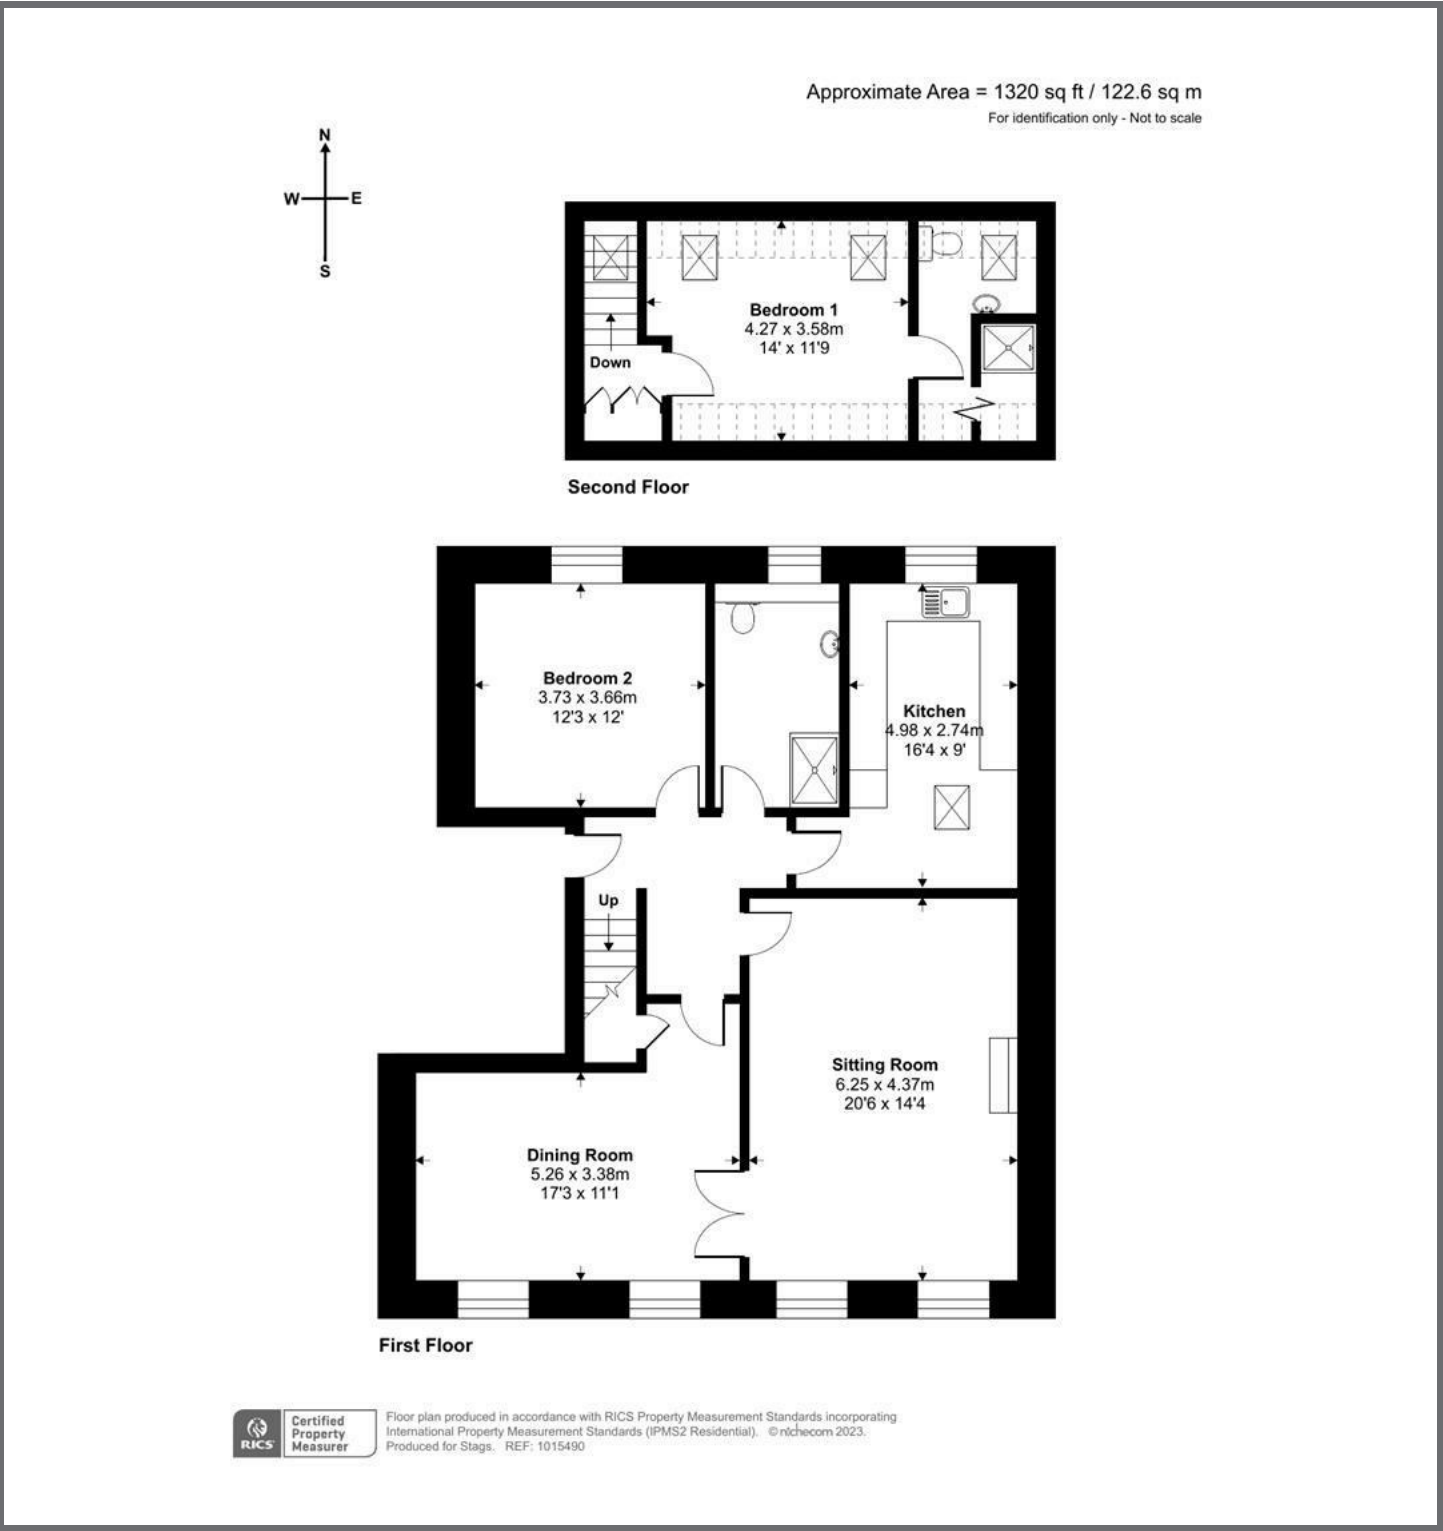 Approximate Area = 1320 sq ft / 122.6 sq m
For identification only - Not to scale
N
W E
S
Bedroom 1
4.27 x 3.58m
14' x 11'9
Down
Second Floor
Bedroom 2
3.73 x 3.66m
12'3 x 12'
Kitchen
4.98 x 2.74m
16'4 x 9'
Up
Sitting Room
6.25 x 4.37m
20'6 x 14'4
Dining Room
5.26 x 3.38m
17'3 x 11'1
First Floor
RICS
Certified
Property
Measurer
Floor plan produced in accordance with RICS Property Measurement Standards incorporating
International Property Measurement Standards (IPMS2 Residential). © nichecom 2023.
Produced for Stags. REF: 1015490